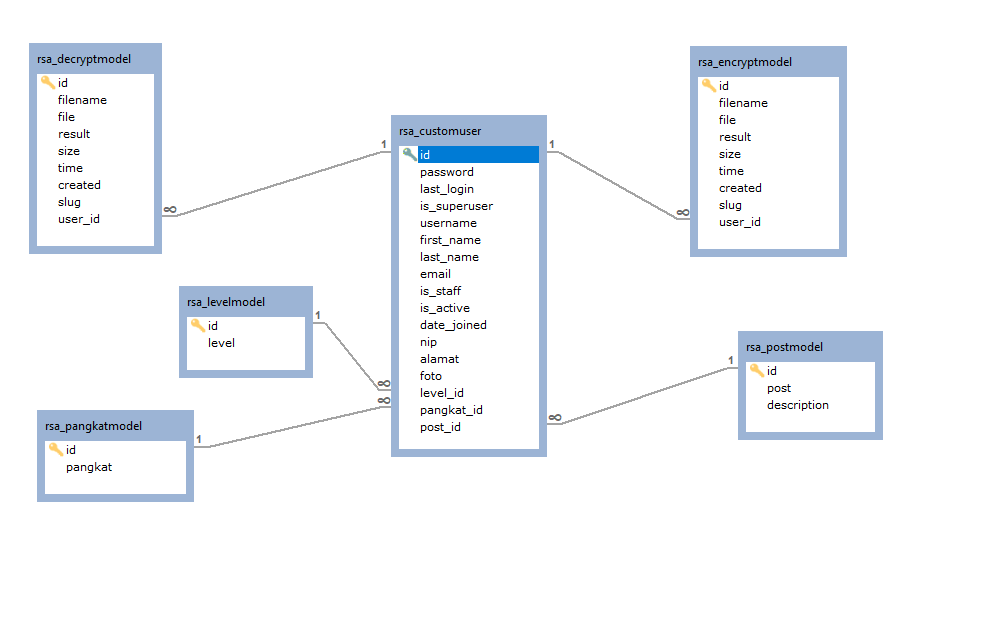 rsa_decryptmodel
id
filename
file
result
size
time
created
slug
user_id
1
∞
rsa_customuser
id
password
last_login
is_superuser
username
first_name
last_name
email
is_staff
is_active
date_joined
nip
alamat
foto
level_id
pangkat_id
post_id
1
∞
rsa_encryptmodel
id
filename
file
result
size
time
created
slug
user_id
rsa_levelmodel
id
level
1
∞
rsa_pangkatmodel
id
pangkat
1
∞
rsa_postmodel
id
post
description
1
∞